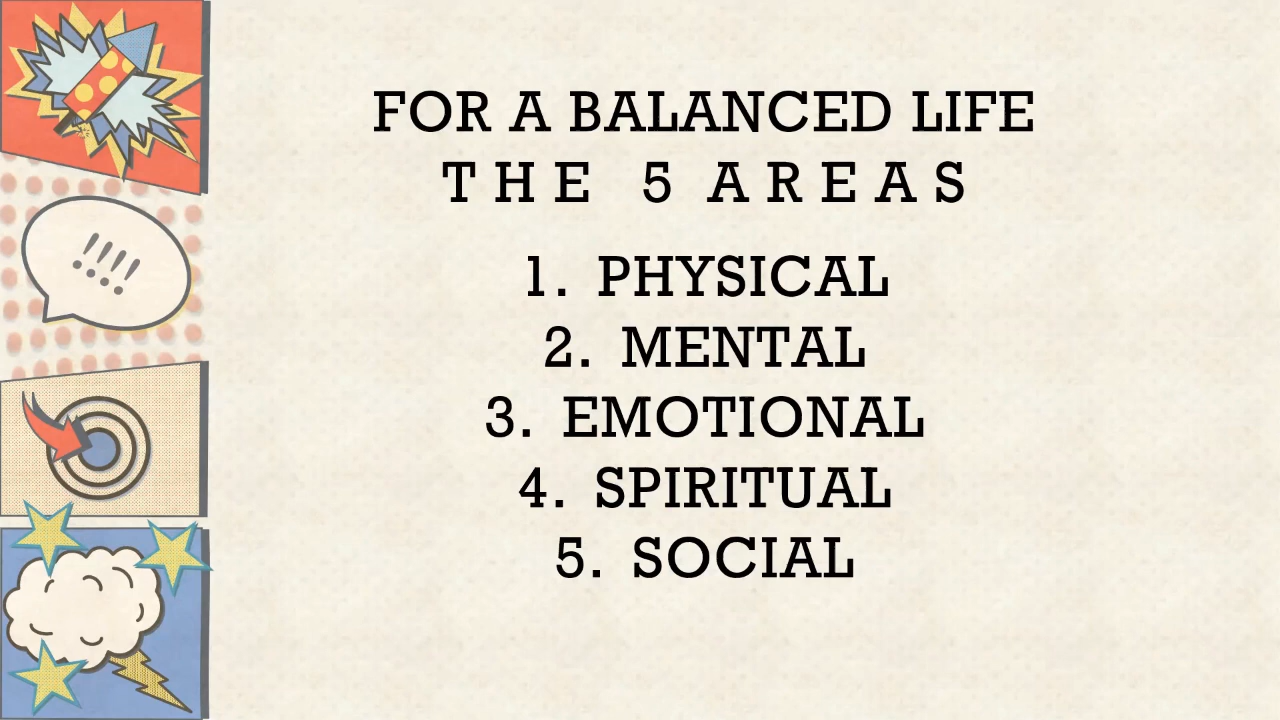 !!!!
FOR A BALANCED LIFE
THE 5 AREAS
1. PHYSICAL
2. MENTAL
3. EMOTIONAL
4. SPIRITUAL
5. SOCIAL